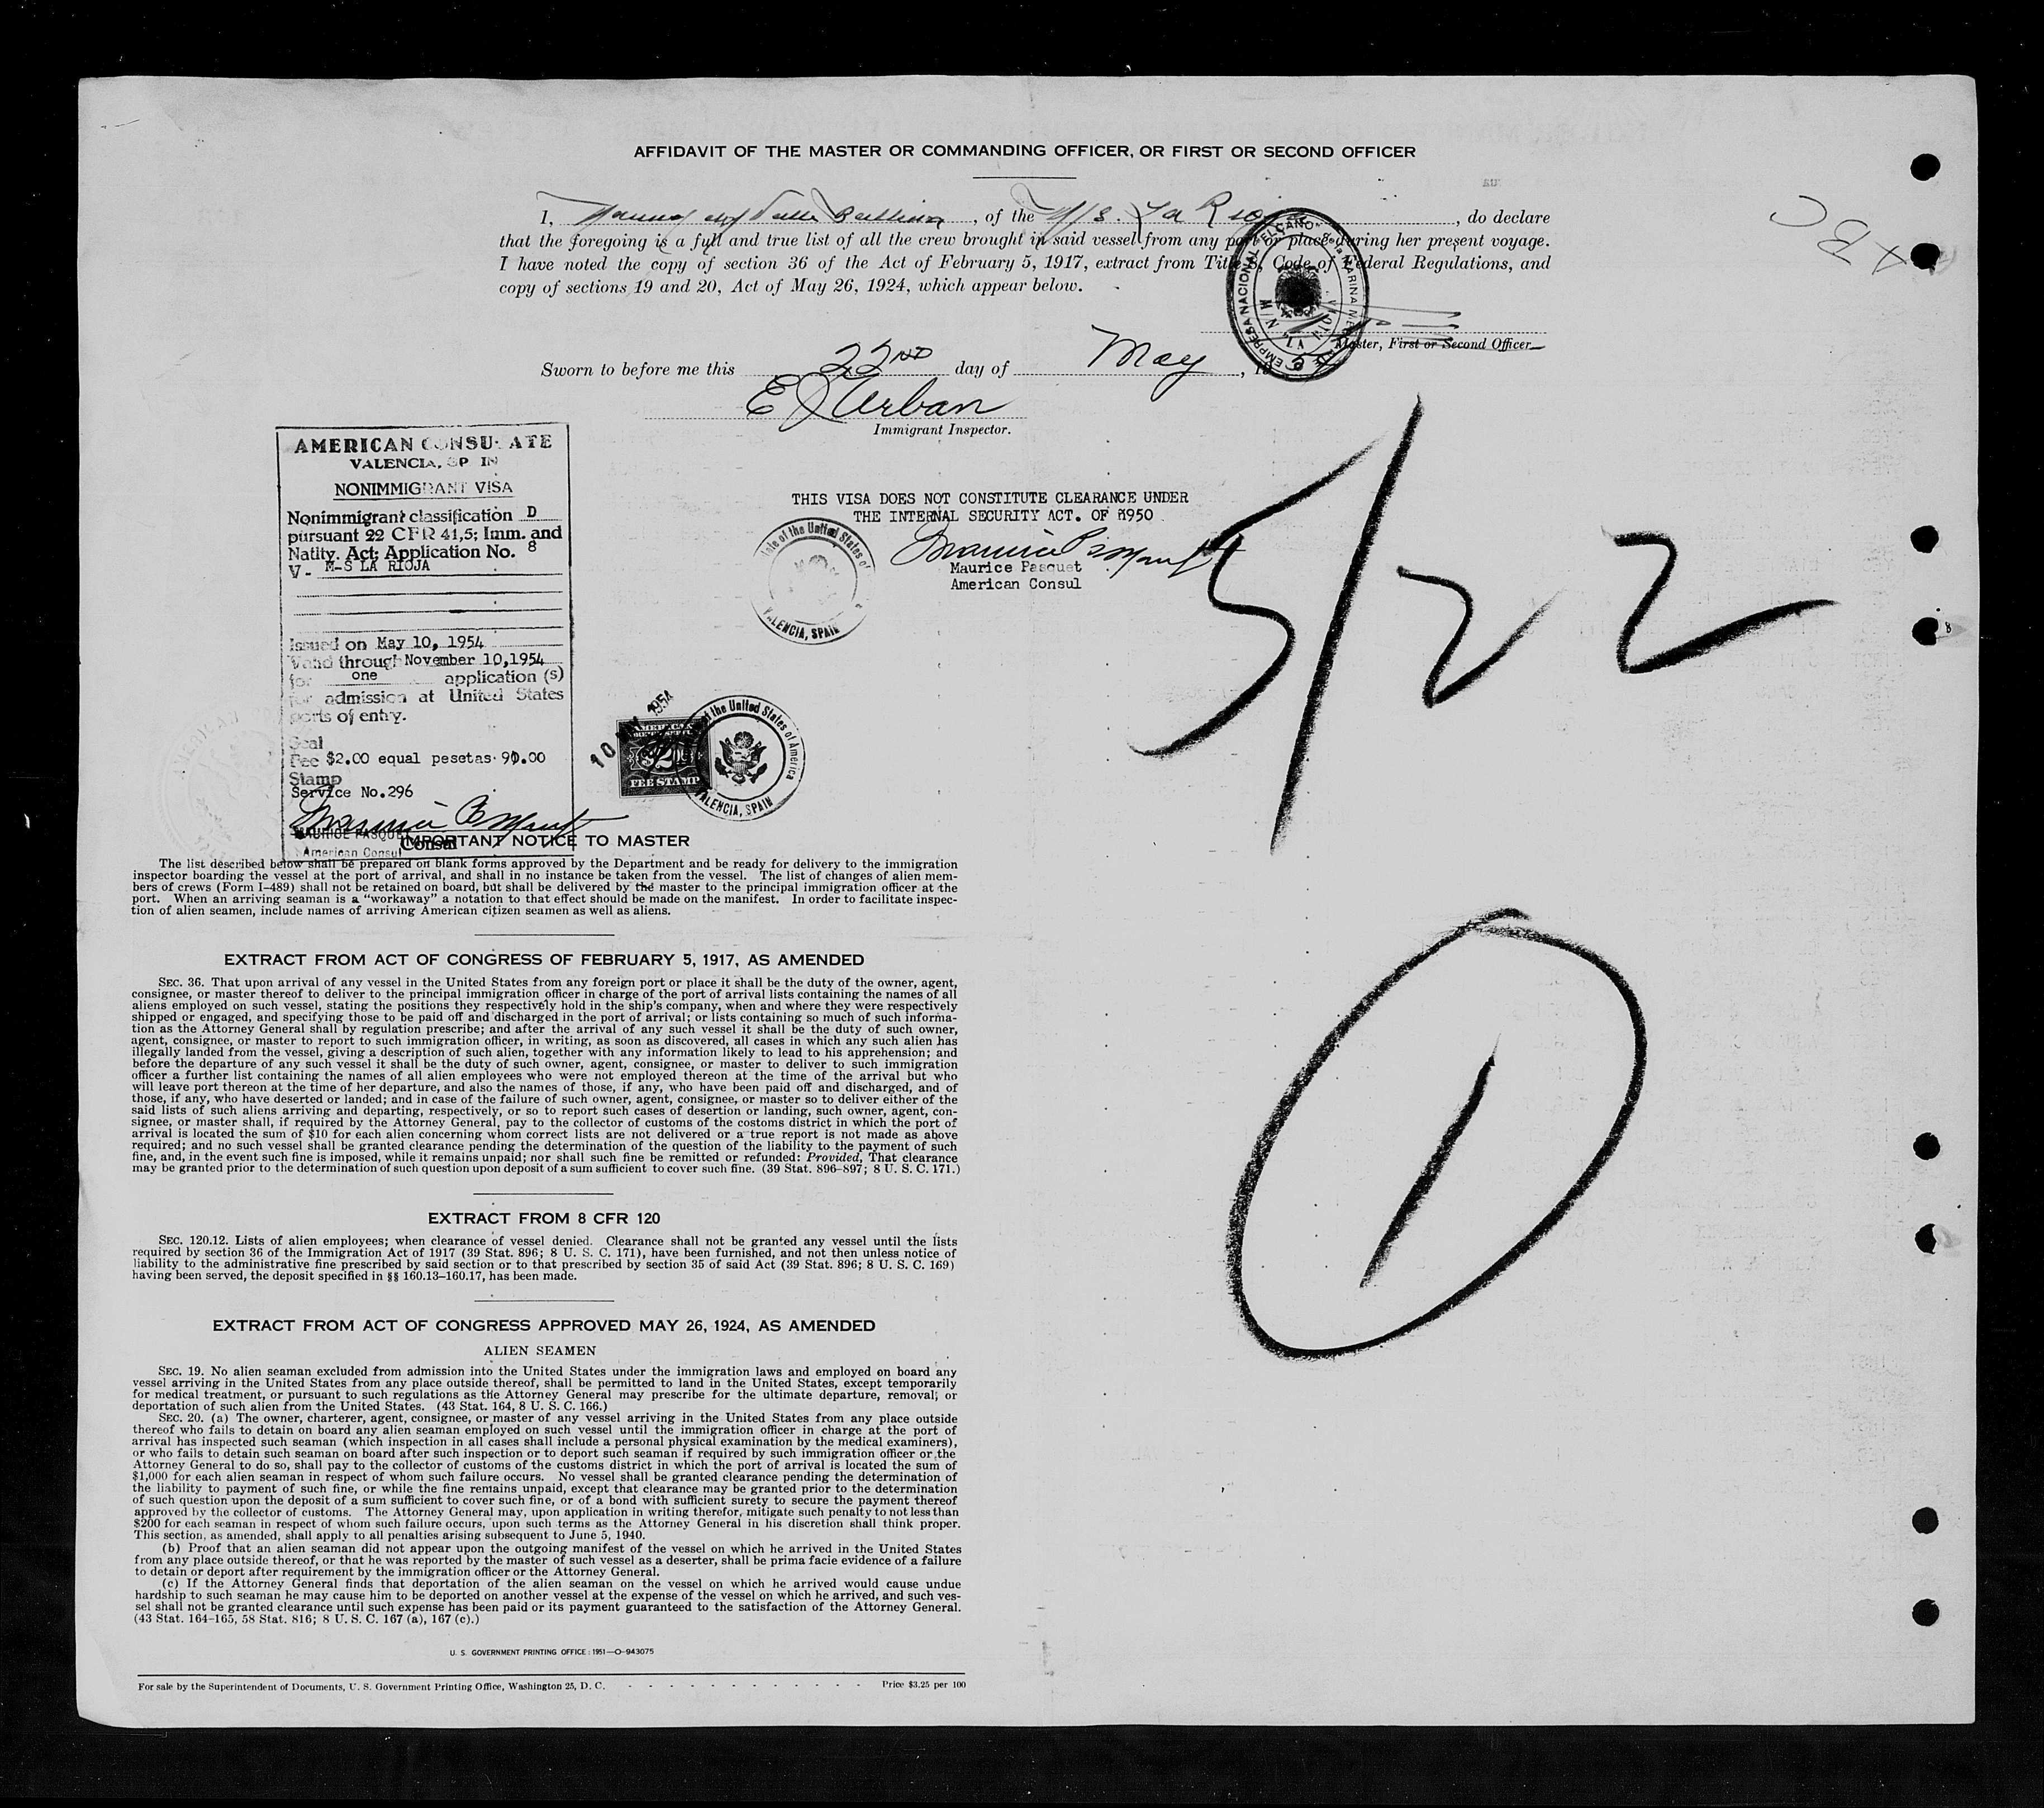 AFFIDAVIT OF THE MASTER OR COMMANDING OFFICER, OR FIRST OR SECOND OFFICER
I, , of the M/S. La Rioja, do declare
that the foregoing is a full and true list of all the crew brought in said vessel from any port or place during her present voyage.
I have noted the copy of section 36 of the Act of February 5, 1917, extract from Title 8, Code of Federal Regulations, and
copy of sections 19 and 20, Act of May 26, 1924, which appear below.
EMPRESA NACIONAL "ELCANO" de la MARINA
M/N LA RIOJA
Master, First or Second Officer
Sworn to before me this 22nd day of May, 19
E J Urban
Immigrant Inspector.
AMERICAN CONSULATE
VALENCIA, SPAIN
NONIMMIGRANT VISA
Nonimmigrant classification D
pursuant 22 CFR 41,5; Imm. and
Natlty. Act; Application No. 8
V - M-S LA RIOJA
Issued on May 10, 1954
Valid through November 10,1954
for one application (s)
for admission at United States
ports of entry.
Seal
Fee $2.00 equal pesetas. 90.00
Stamp
Service No.296
Maurice Pasquet
MAURICE PASQUET
American Consul
Consul
THIS VISA DOES NOT CONSTITUTE CLEARANCE UNDER
THE INTERNAL SECURITY ACT. OF 1950
Maurice Pasquet
Maurice Pasquet
American Consul
of the United States of
VALENCIA, SPAIN
10 1954
AMERICAN
$2
FEE STAMP
of the United States of America
VALENCIA, SPAIN
5/22
1
IMPORTANT NOTICE TO MASTER
The list described below shall be prepared on blank forms approved by the Department and be ready for delivery to the immigration
inspector boarding the vessel at the port of arrival, and shall in no instance be taken from the vessel. The list of changes of alien mem-
bers of crews (Form I-489) shall not be retained on board, but shall be delivered by the master to the principal immigration officer at the
port. When an arriving seaman is a "workaway" a notation to that effect should be made on the manifest. In order to facilitate inspec-
tion of alien seamen, include names of arriving American citizen seamen as well as aliens.
EXTRACT FROM ACT OF CONGRESS OF FEBRUARY 5, 1917, AS AMENDED
SEC. 36. That upon arrival of any vessel in the United States from any foreign port or place it shall be the duty of the owner, agent,
consignee, or master thereof to deliver to the principal immigration officer in charge of the port of arrival lists containing the names of all
aliens employed on such vessel, stating the positions they respectively hold in the ship's company, when and where they were respectively
shipped or engaged, and specifying those to be paid off and discharged in the port of arrival; or lists containing so much of such informa-
tion as the Attorney General shall by regulation prescribe; and after the arrival of any such vessel it shall be the duty of such owner,
agent, consignee, or master to report to such immigration officer, in writing, as soon as discovered, all cases in which any such alien has
illegally landed from the vessel, giving a description of such alien, together with any information likely to lead to his apprehension; and
before the departure of any such vessel it shall be the duty of such owner, agent, consignee, or master to deliver to such immigration
officer a further list containing the names of all alien employees who were not employed thereon at the time of the arrival but who
will leave port thereon at the time of her departure, and also the names of those, if any, who have been paid off and discharged, and of
those, if any, who have deserted or landed; and in case of the failure of such owner, agent, consignee, or master so to deliver either of the
said lists of such aliens arriving and departing, respectively, or so to report such cases of desertion or landing, such owner, agent, con-
signee, or master shall, if required by the Attorney General, pay to the collector of customs of the costoms district in which the port of
arrival is located the sum of $10 for each alien concerning whom correct lists are not delivered or a true report is not made as above
required; and no such vessel shall be granted clearance pending the determination of the question of the liability to the payment of such
fine, and, in the event such fine is imposed, while it remains unpaid; nor shall such fine be remitted or refunded: Provided, That clearance
may be granted prior to the determination of such question upon deposit of a sum sufficient to cover such fine. (39 Stat. 896-897; 8 U. S. C. 171.)
EXTRACT FROM 8 CFR 120
SEC. 120.12. Lists of alien employees; when clearance of vessel denied. Clearance shall not be granted any vessel until the lists
required by section 36 of the Immigration Act of 1917 (39 Stat. 896; 8 U. S. C. 171), have been furnished, and not then unless notice of
liability to the administrative fine prescribed by said section or to that prescribed by section 35 of said Act (39 Stat. 896; 8 U. S. C. 169)
having been served, the deposit specified in §§ 160.13-160.17, has been made.
EXTRACT FROM ACT OF CONGRESS APPROVED MAY 26, 1924, AS AMENDED
ALIEN SEAMEN
SEC. 19. No alien seaman excluded from admission into the United States under the immigration laws and employed on board any
vessel arriving in the United States from any place outside thereof, shall be permitted to land in the United States, except temporarily
for medical treatment, or pursuant to such regulations as the Attorney General may prescribe for the ultimate departure, removal, or
deportation of such alien from the United States. (43 Stat. 164, 8 U. S. C. 166.)
SEC. 20. (a) The owner, charterer, agent, consignee, or master of any vessel arriving in the United States from any place outside
thereof who fails to detain on board any alien seaman employed on such vessel until the immigration officer in charge at the port of
arrival has inspected such seaman (which inspection in all cases shall include a personal physical examination by the medical examiners),
or who fails to detain such seaman on board after such inspection or to deport such seaman if required by such immigration officer or the
Attorney General to do so, shall pay to the collector of customs of the customs district in which the port of arrival is located the sum of
$1,000 for each alien seaman in respect of whom such failure occurs. No vessel shall be granted clearance pending the determination of
the liability to payment of such fine, or while the fine remains unpaid, except that clearance may be granted prior to the determination
of such question upon the deposit of a sum sufficient to cover such fine, or of a bond with sufficient surety to secure the payment thereof
approved by the collector of customs. The Attorney General may, upon application in writing therefor, mitigate such penalty to not less than
$200 for each seaman in respect of whom such failure occurs, upon such terms as the Attorney General in his discretion shall think proper.
This section, as amended, shall apply to all penalties arising subsequent to June 5, 1940.
(b) Proof that an alien seaman did not appear upon the outgoing manifest of the vessel on which he arrived in the United States
from any place outside thereof, or that he was reported by the master of such vessel as a deserter, shall be prima facie evidence of a failure
to detain or deport after requirement by the immigration officer or the Attorney General.
(c) If the Attorney General finds that deportation of the alien seaman on the vessel on which he arrived would cause undue
hardship to such seaman he may cause him to be deported on another vessel at the expense of the vessel on which he arrived, and such ves-
sel shall not be granted clearance until such expense has been paid or its payment guaranteed to the satisfaction of the Attorney General.
(43 Stat. 164-165, 58 Stat. 816; 8 U. S. C. 167 (a), 167 (c).)
U. S. GOVERNMENT PRINTING OFFICE : 1951—O-943075
For sale by the Superintendent of Documents, U. S. Government Printing Office, Washington 25, D. C. - - - - - - - - - - - - Price $3.25 per 100